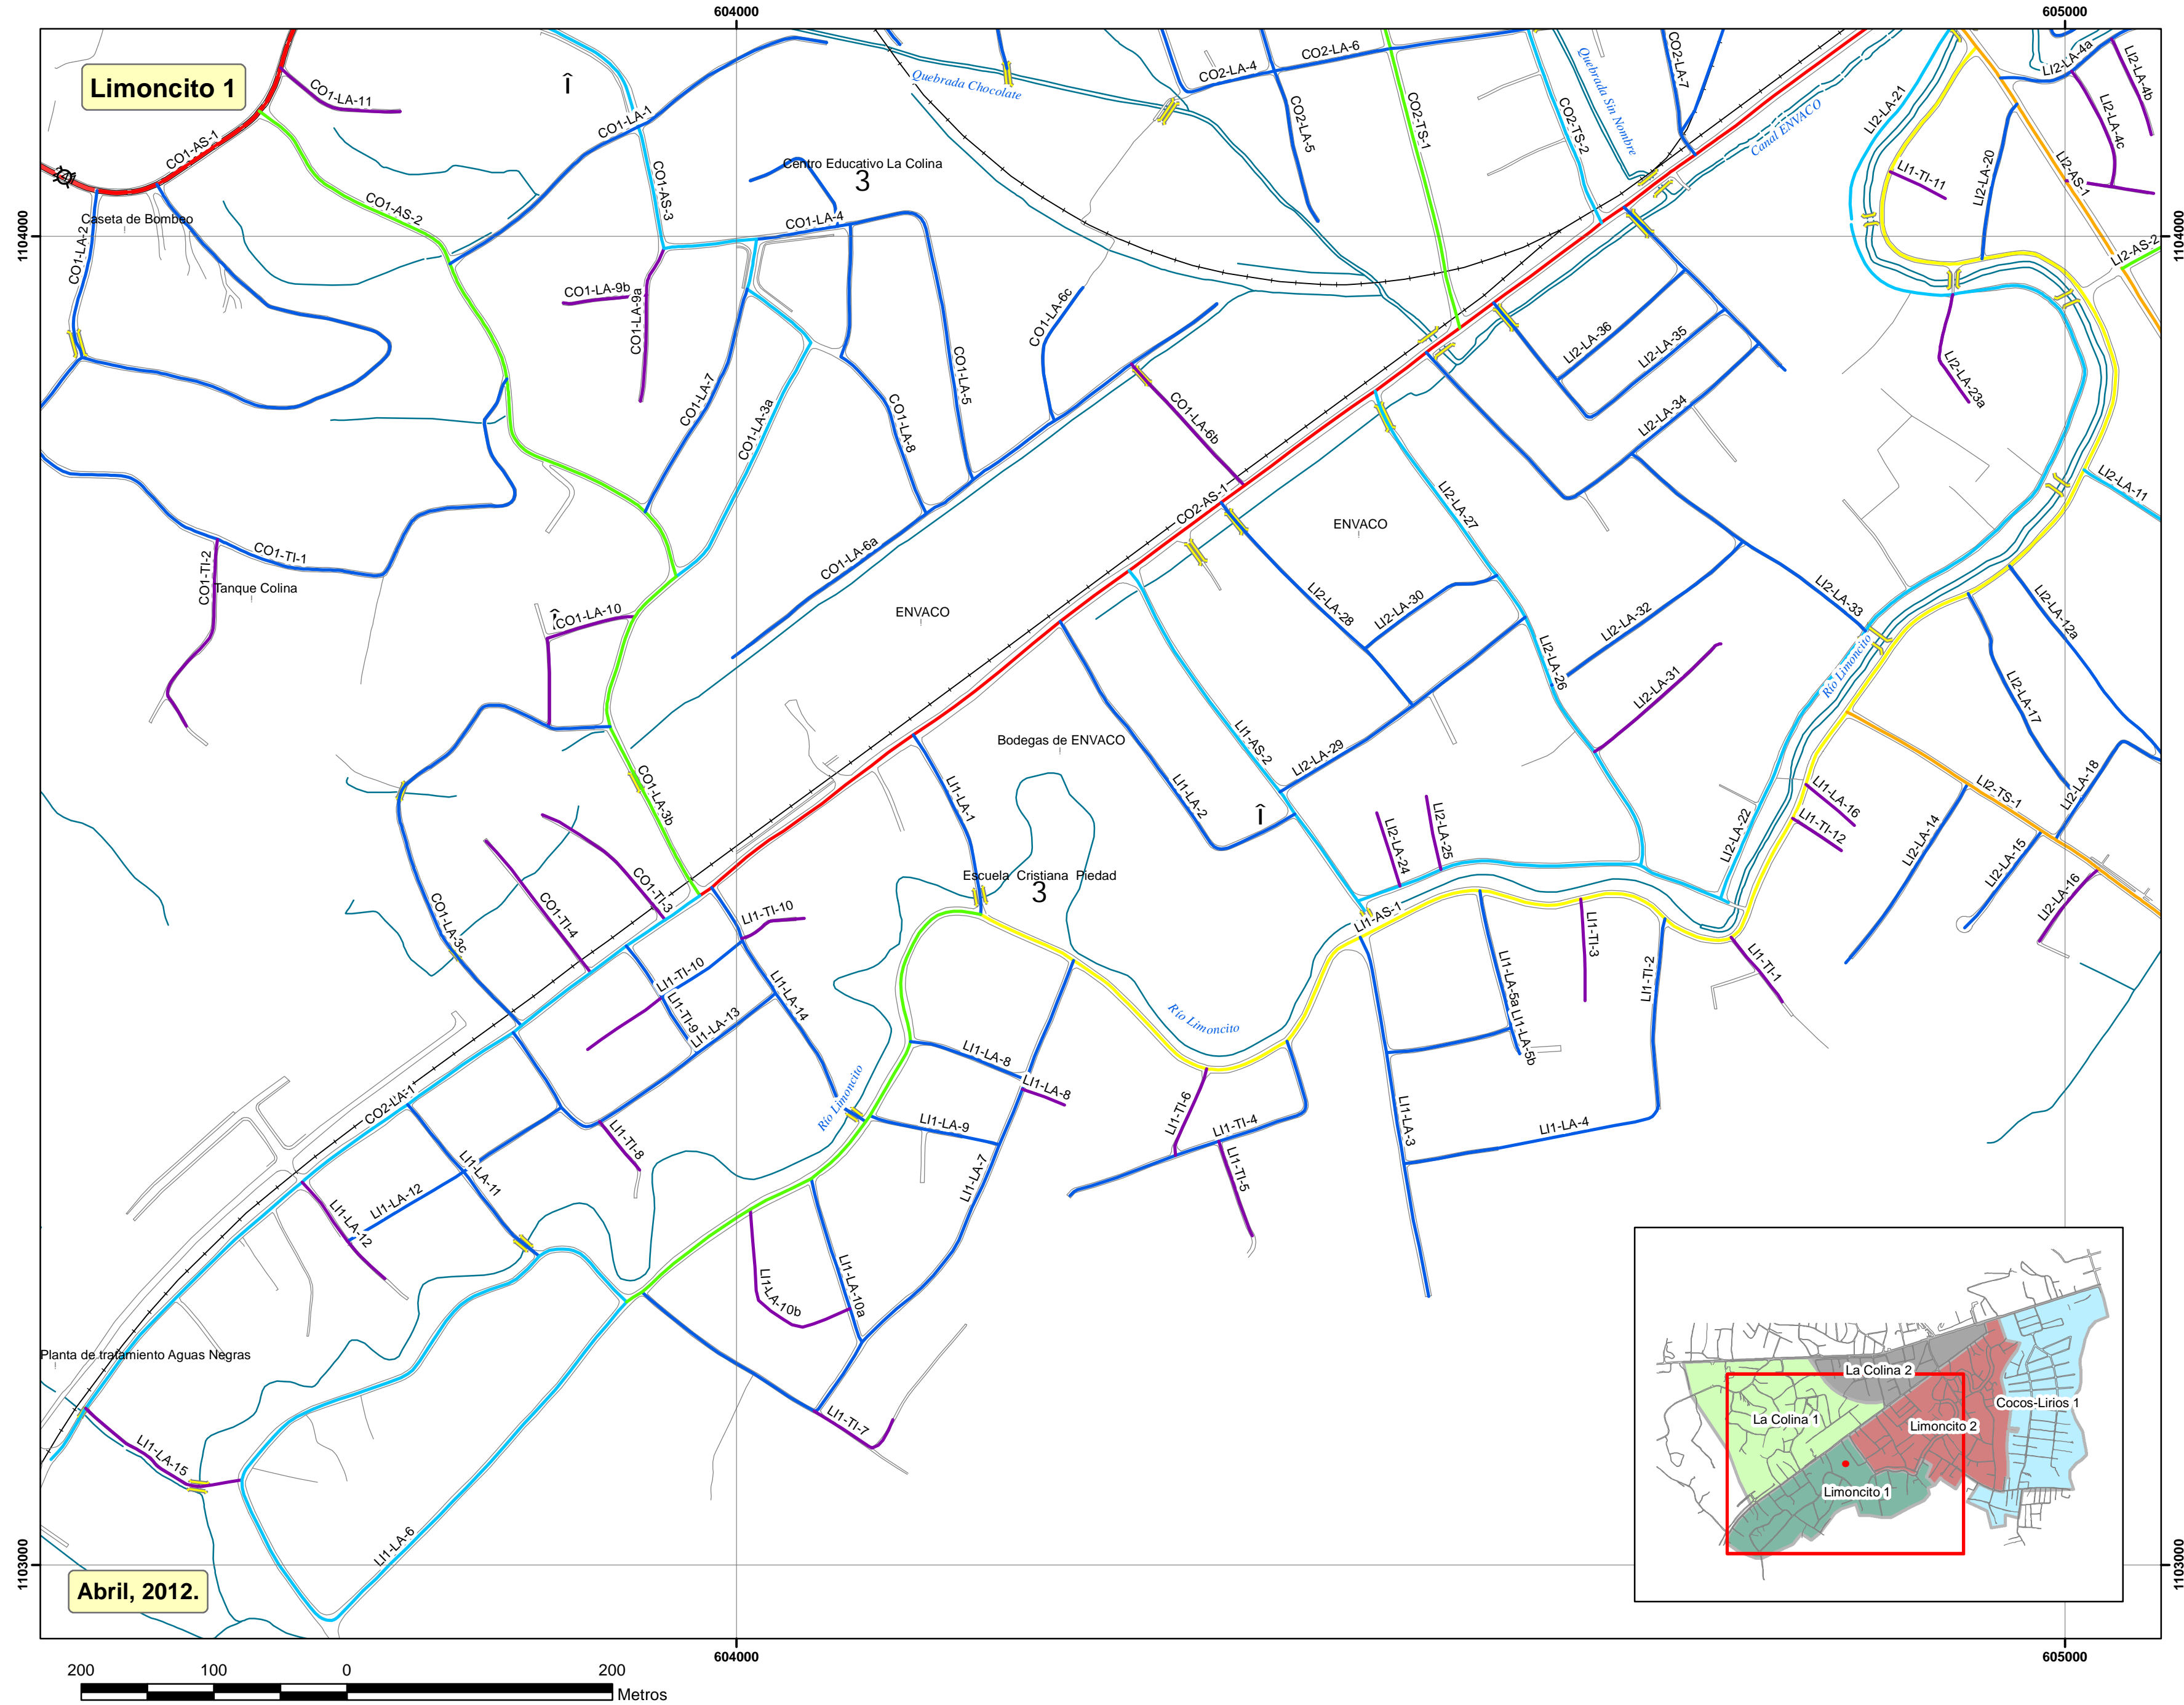 604000
605000
Limoncito 1
CO1-LA-11
CO1-LA-1
Quebrada Chocolate
CO2-LA-4
CO2-LA-6
CO2-LA-5
CO2-TS-1
CO2-TS-2
Quebrada Sin Nombre
CO2-LA-7
Canal ENVACO
LI2-LA-21
LI2-LA-4a
LI2-LA-4b
LI2-LA-4c
CO1-AS-1
CO1-AS-2
CO1-AS-3
Centro Educativo La Colina
3
CO1-LA-4
LI1-TI-11
LI2-LA-20
LI2-AS-1
LI2-AS-2
1104000
1104000
Caseta de Bombeo
CO1-LA-2
CO1-LA-9b
CO1-LA-9a
CO1-LA-7
CO1-LA-3a
CO1-LA-8
CO1-LA-5
CO1-LA-6c
CO1-LA-6b
LI2-LA-36
LI2-LA-35
LI2-LA-34
LI2-LA-23a
LI2-LA-11
CO2-AS-1
LI2-LA-27
ENVACO
CO1-TI-1
CO1-TI-2
Tanque Colina
CO1-LA-6a
CO1-LA-10
ENVACO
LI2-LA-28
LI2-LA-30
LI2-LA-32
LI2-LA-33
LI2-LA-12a
LI2-LA-26
LI2-LA-31
Río Limoncito
LI2-LA-17
Bodegas de ENVACO
LI1-AS-2
LI2-LA-29
CO1-LA-3b
LI1-LA-1
LI1-LA-2
LI2-TS-1
LI2-LA-18
LI1-LA-16
LI1-TI-12
LI2-LA-22
LI2-LA-14
LI2-LA-15
LI2-LA-16
LI2-LA-24
LI2-LA-25
Escuela Cristiana Piedad
3
CO1-TI-3
CO1-TI-4
CO1-LA-3c
LI1-TI-10
LI1-AS-1
LI1-TI-3
LI1-TI-2
LI1-TI-1
LI1-LA-5a
LI1-LA-5b
LI1-TI-10
LI1-TI-9
LI1-LA-13
LI1-LA-14
Río Limoncito
LI1-LA-8
LI1-LA-8
Río Limoncito
LI1-LA-9
LI1-TI-6
LI1-TI-4
LI1-TI-5
LI1-LA-3
LI1-LA-4
CO2-LA-1
LI1-TI-8
LI1-LA-7
LI1-LA-11
LI1-LA-12
LI1-LA-12
LI1-LA-10b
LI1-LA-10a
Planta de tratamiento Aguas Negras
LI1-TI-7
LI1-LA-15
LI1-LA-6
La Colina 2
La Colina 1
Cocos-Lirios 1
Limoncito 2
Limoncito 1
1103000
1103000
Abril, 2012.
604000
605000
200
100
0
200
Metros